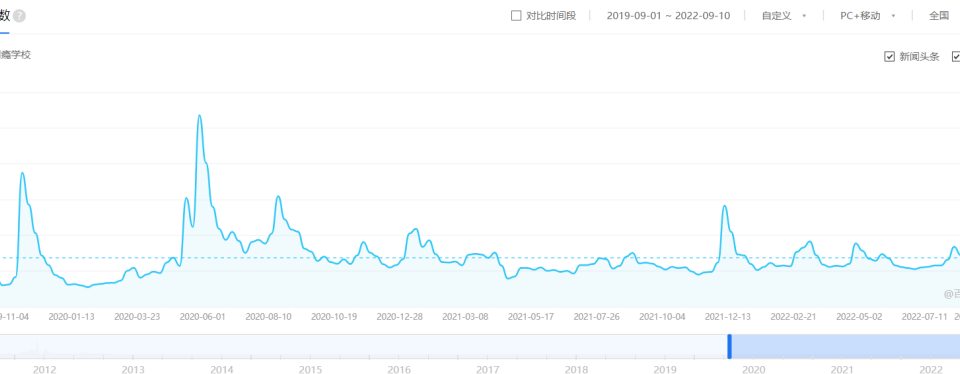 数 ? 对比时间段 2019-09-01 ~ 2022-09-10 自定义 PC+移动 全国
瘾学校 新闻头条
@百
9-11-04 2020-01-13 2020-03-23 2020-06-01 2020-08-10 2020-10-19 2020-12-28 2021-03-08 2021-05-17 2021-07-26 2021-10-04 2021-12-13 2022-02-21 2022-05-02 2022-07-11 20
2012 2013 2014 2015 2016 2017 2018 2019 2020 2021 2022